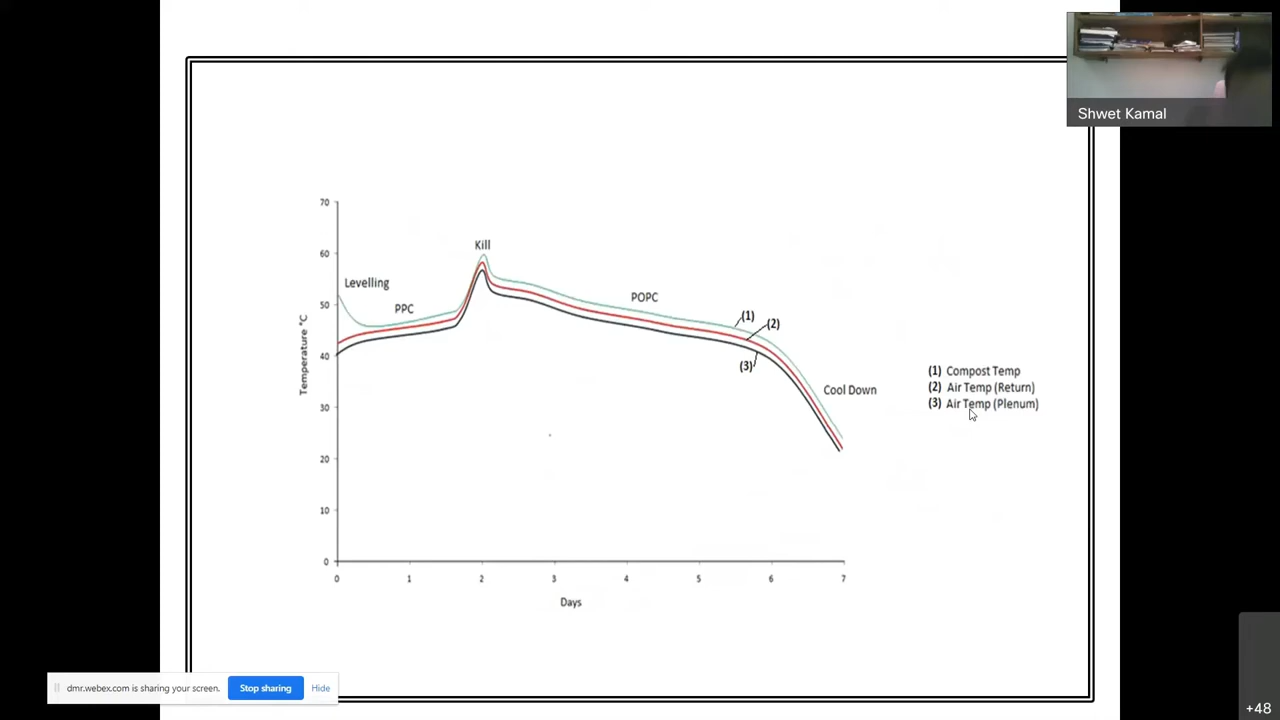 Shwet Kamal
70
60
50
40
30
20
10
0
Temperature °C
Levelling
PPC
Kill
POPC
(1)
(2)
(3)
Cool Down
(1) Compost Temp
(2) Air Temp (Return)
(3) Air Temp (Plenum)
0 1 2 3 4 5 6 7
Days
dmr.webex.com is sharing your screen. Stop sharing Hide
+48